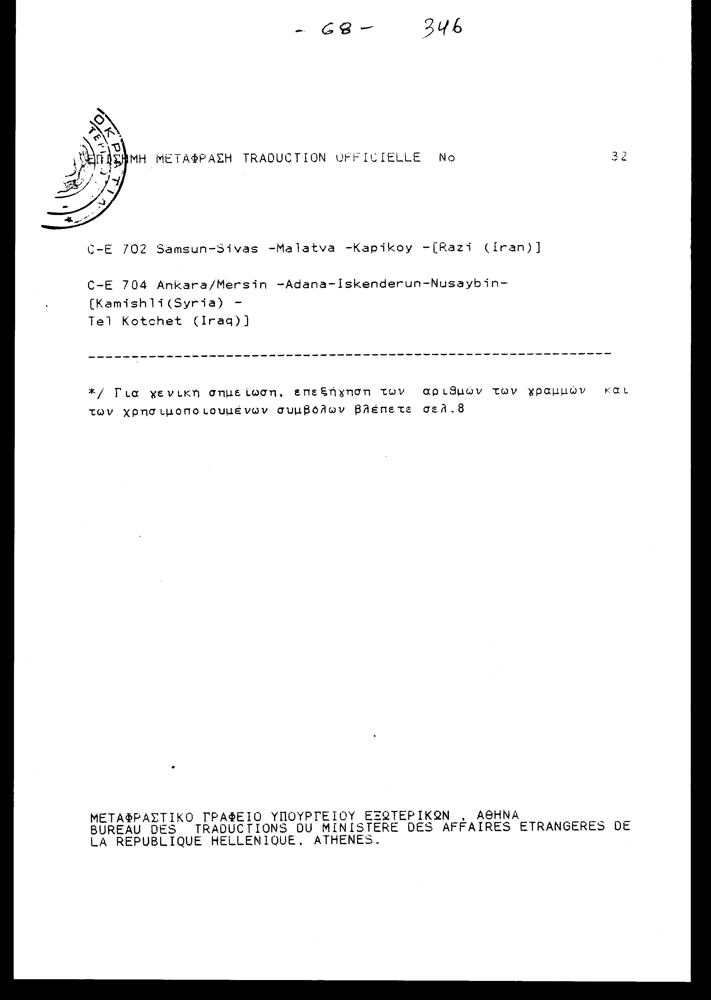 - 68 - 346
ΟΚΡΑΤΙΑ
ΕΠΙΣΗΜΗ ΜΕΤΑΦΡΑΣΗ TRADUCTION OFFICIELLE No 32
C-E 702 Samsun-Sivas -Malatva -Kapikoy -[Razi (Iran)]
C-E 704 Ankara/Mersin -Adana-Iskenderun-Nusaybin-
[Kamishli(Syria) -
Tel Kotchet (Iraq)]
*/ Για γενική σημείωση, επεξήγηση των αριθμών των γραμμών και
των χρησιμοποιουμένων συμβόλων βλέπετε σελ.8
ΜΕΤΑΦΡΑΣΤΙΚΟ ΓΡΑΦΕΙΟ ΥΠΟΥΡΓΕΙΟΥ ΕΞΩΤΕΡΙΚΩΝ , ΑΘΗΝΑ
BUREAU DES TRADUCTIONS DU MINISTERE DES AFFAIRES ETRANGERES DE
LA REPUBLIQUE HELLENIQUE, ATHENES.